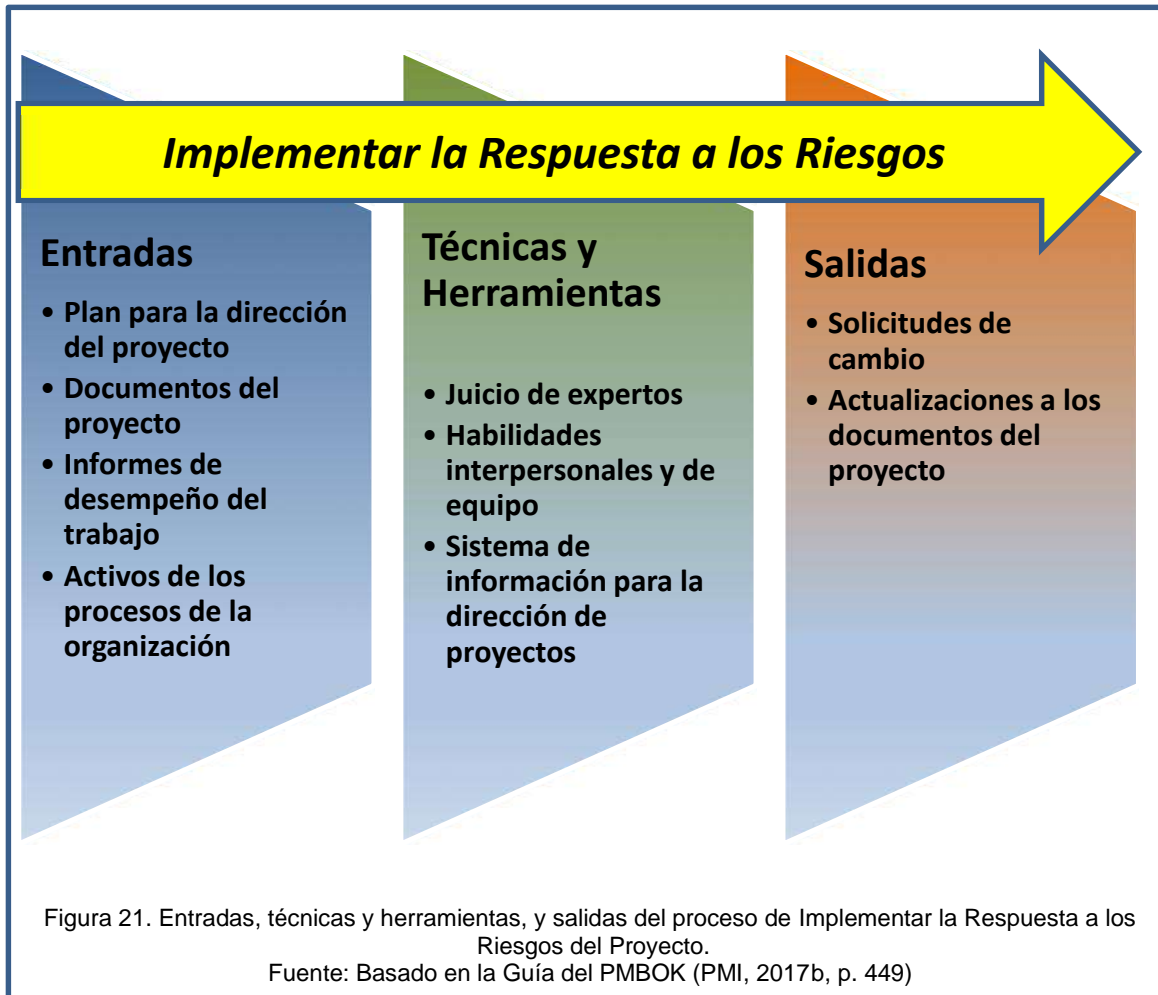 Implementar la Respuesta a los Riesgos
Entradas
• Plan para la dirección
del proyecto
• Documentos del
proyecto
• Informes de
desempeño del
trabajo
• Activos de los
procesos de la
organización
Técnicas y
Herramientas
• Juicio de expertos
• Habilidades
interpersonales y de
equipo
• Sistema de
información para la
dirección de
proyectos
Salidas
• Solicitudes de
cambio
• Actualizaciones a los
documentos del
proyecto
Figura 21. Entradas, técnicas y herramientas, y salidas del proceso de Implementar la Respuesta a los
Riesgos del Proyecto.
Fuente: Basado en la Guía del PMBOK (PMI, 2017b, p. 449)